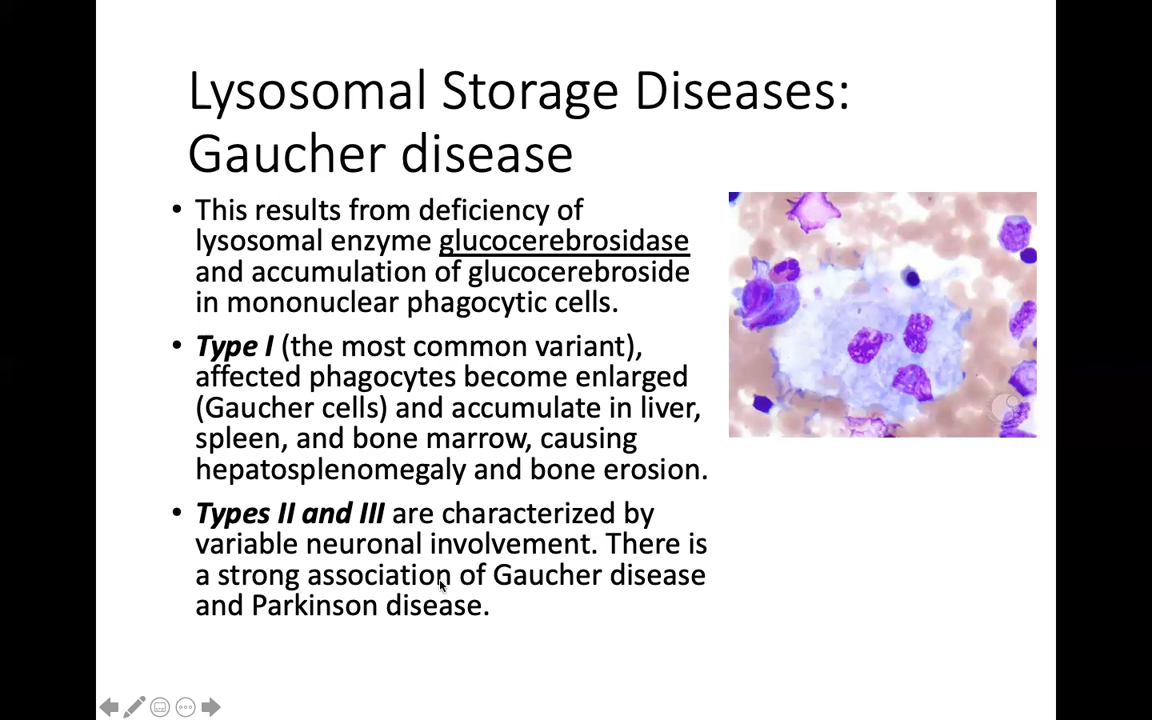 Lysosomal Storage Diseases:
Gaucher disease
• This results from deficiency of
lysosomal enzyme glucocerebrosidase
and accumulation of glucocerebroside
in mononuclear phagocytic cells.
• Type I (the most common variant),
affected phagocytes become enlarged
(Gaucher cells) and accumulate in liver,
spleen, and bone marrow, causing
hepatosplenomegaly and bone erosion.
• Types II and III are characterized by
variable neuronal involvement. There is
a strong association of Gaucher disease
and Parkinson disease.